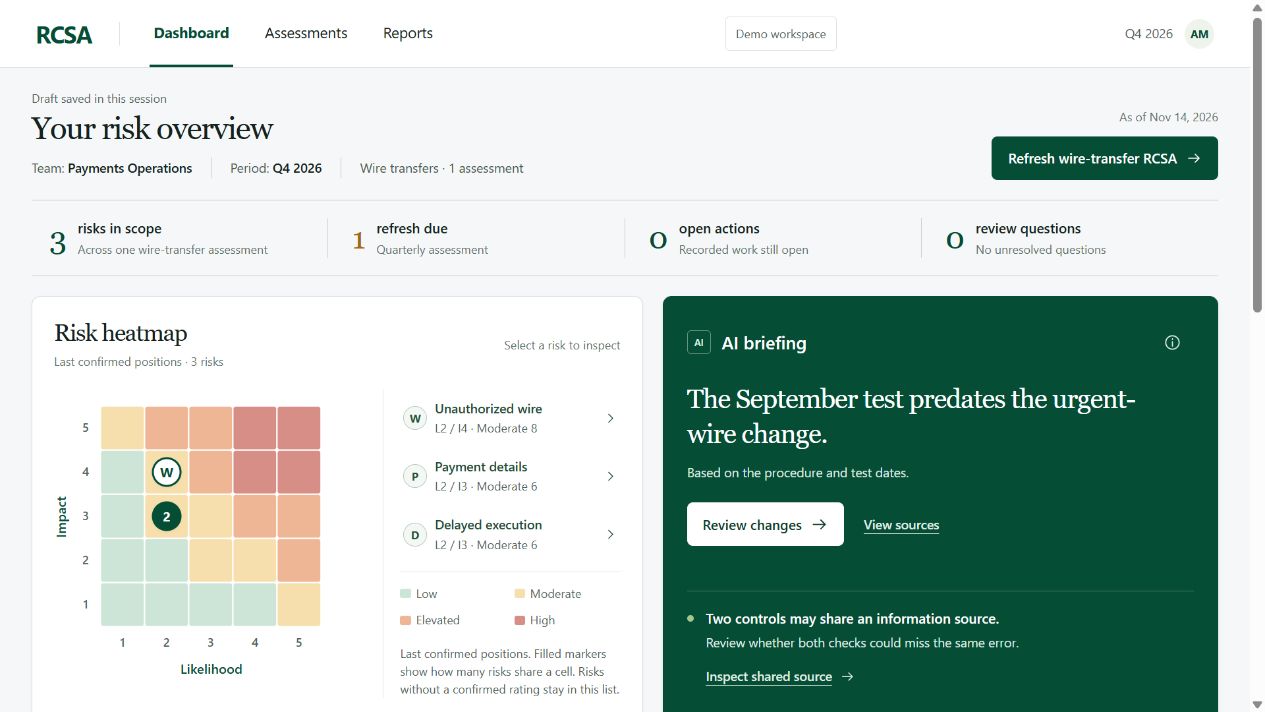 RCSA
Dashboard
Assessments
Reports
Demo workspace
Q4 2026
AM
Draft saved in this session
Your risk overview
Team: Payments Operations
Period: Q4 2026
Wire transfers · 1 assessment
As of Nov 14, 2026
Refresh wire-transfer RCSA →
3
risks in scope
Across one wire-transfer assessment
1
refresh due
Quarterly assessment
0
open actions
Recorded work still open
0
review questions
No unresolved questions
Risk heatmap
Last confirmed positions · 3 risks
Select a risk to inspect
5
4
3
2
1
Impact
W
2
1
2
3
4
5
Likelihood
W
Unauthorized wire
L2 / I4 · Moderate 8
P
Payment details
L2 / I3 · Moderate 6
D
Delayed execution
L2 / I3 · Moderate 6
Low
Moderate
Elevated
High
Last confirmed positions. Filled markers
show how many risks share a cell. Risks
without a confirmed rating stay in this list.
AI
AI briefing
The September test predates the urgent-
wire change.
Based on the procedure and test dates.
Review changes →
View sources
Two controls may share an information source.
Review whether both checks could miss the same error.
Inspect shared source →